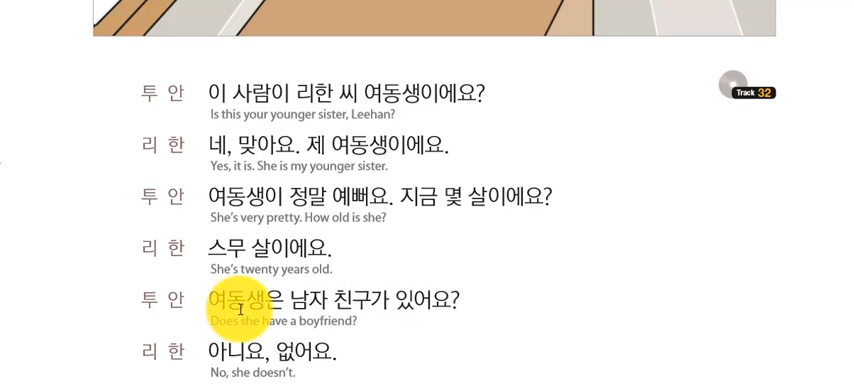 Track 32
투 안 이 사람이 리한 씨 여동생이에요?
Is this your younger sister, Leehan?
리 한 네, 맞아요. 제 여동생이에요.
Yes, it is. She is my younger sister.
투 안 여동생이 정말 예뻐요. 지금 몇 살이에요?
She's very pretty. How old is she?
리 한 스무 살이에요.
She's twenty years old.
투 안 여동생은 남자 친구가 있어요?
Does she have a boyfriend?
리 한 아니요, 없어요.
No, she doesn't.